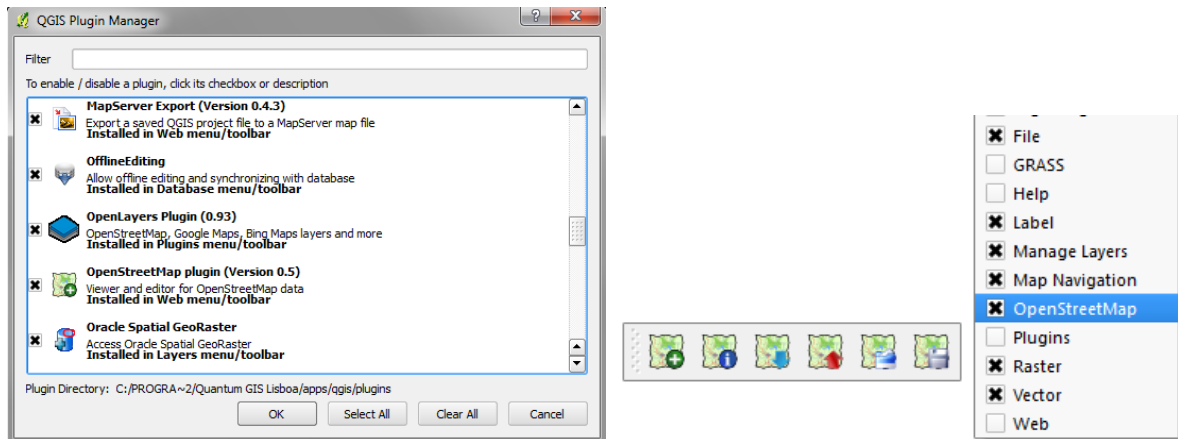 QGIS Plugin Manager
Filter
To enable / disable a plugin, click its checkbox or description
MapServer Export (Version 0.4.3)
Export a saved QGIS project file to a MapServer map file
Installed in Web menu/toolbar
OfflineEditing
Allow offline editing and synchronizing with database
Installed in Database menu/toolbar
OpenLayers Plugin (0.93)
OpenStreetMap, Google Maps, Bing Maps layers and more
Installed in Plugins menu/toolbar
OpenStreetMap plugin (Version 0.5)
Viewer and editor for OpenStreetMap data
Installed in Web menu/toolbar
Oracle Spatial GeoRaster
Access Oracle Spatial GeoRaster
Installed in Layers menu/toolbar
Plugin Directory: C:/PROGRA~2/Quantum GIS Lisboa/apps/qgis/plugins
OK Select All Clear All Cancel
File
GRASS
Help
Label
Manage Layers
Map Navigation
OpenStreetMap
Plugins
Raster
Vector
Web